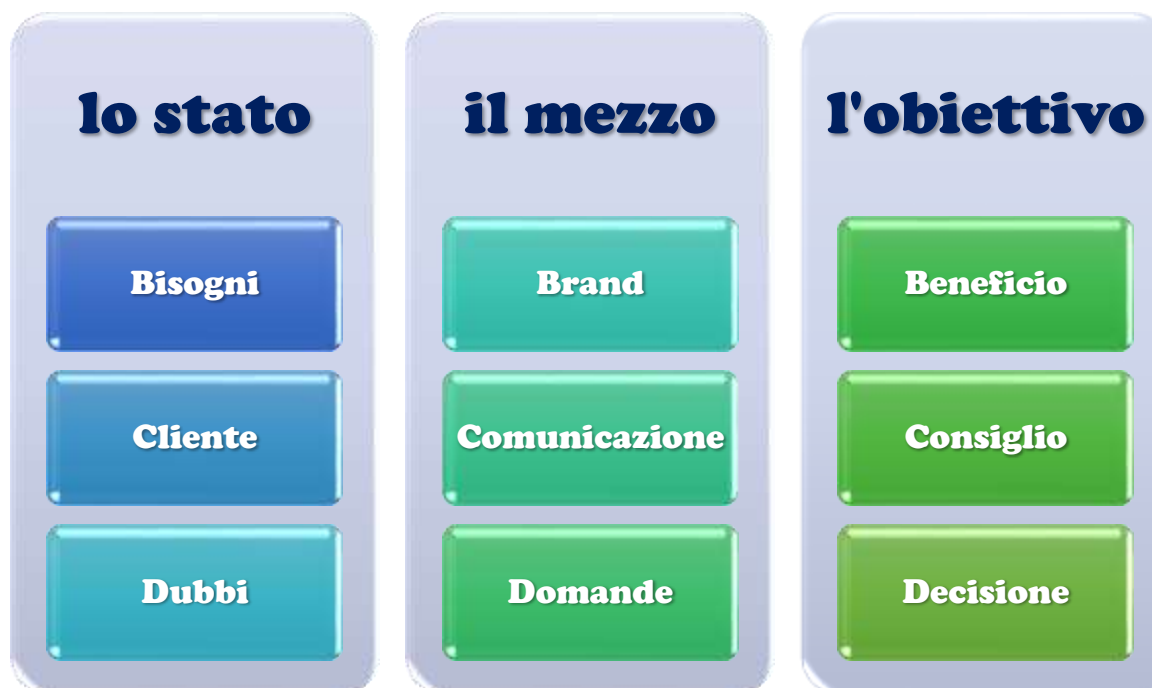 lo stato
Bisogni
Cliente
Dubbi
il mezzo
Brand
Comunicazione
Domande
l'obiettivo
Beneficio
Consiglio
Decisione